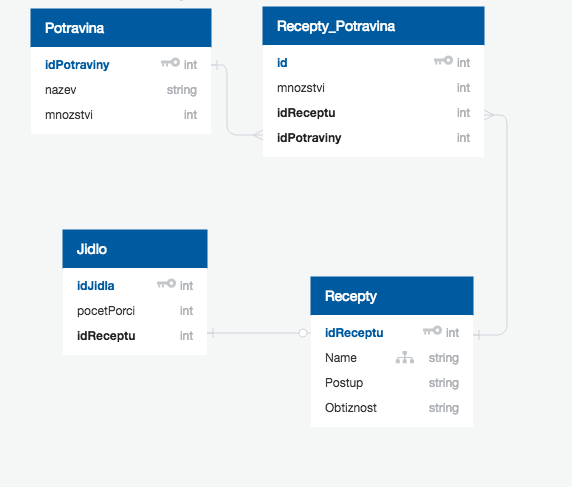 Potravina
idPotraviny int
nazev string
mnozstvi int
Recepty_Potravina
id int
mnozstvi int
idReceptu int
idPotraviny int
Jidlo
idJidla int
pocetPorci int
idReceptu int
Recepty
idReceptu int
Name string
Postup string
Obtiznost string